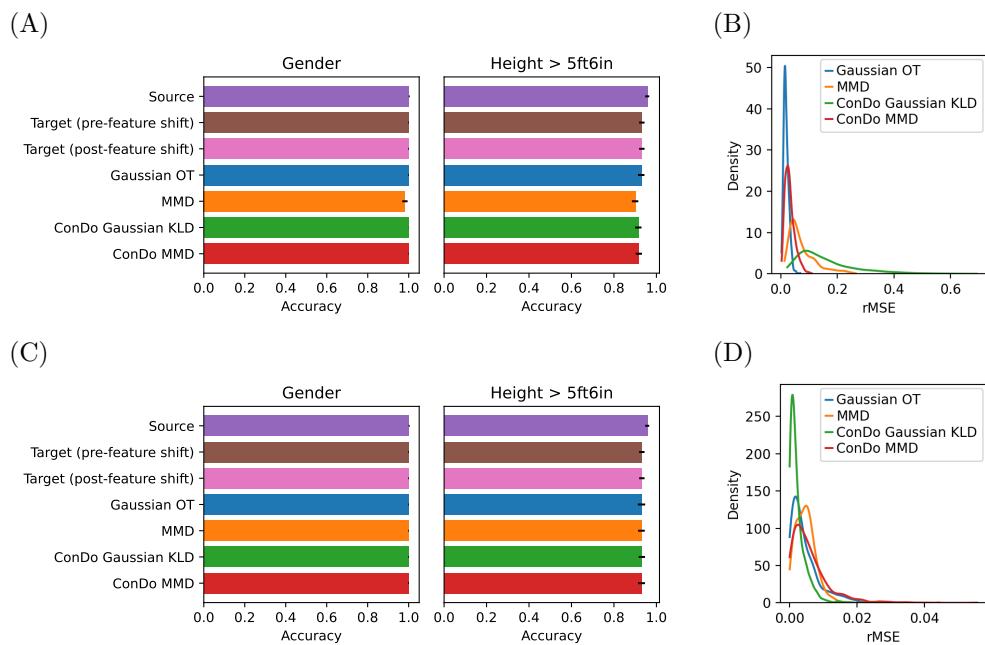 (A)
Gender
Height > 5ft6in
Source
Target (pre-feature shift)
Target (post-feature shift)
Gaussian OT
MMD
ConDo Gaussian KLD
ConDo MMD
0.0 0.2 0.4 0.6 0.8 1.0
Accuracy
0.0 0.2 0.4 0.6 0.8 1.0
Accuracy
(B)
Density
50
40
30
20
10
0
Gaussian OT
MMD
ConDo Gaussian KLD
ConDo MMD
0.0 0.2 0.4 0.6
rMSE
(C)
Gender
Height > 5ft6in
Source
Target (pre-feature shift)
Target (post-feature shift)
Gaussian OT
MMD
ConDo Gaussian KLD
ConDo MMD
0.0 0.2 0.4 0.6 0.8 1.0
Accuracy
0.0 0.2 0.4 0.6 0.8 1.0
Accuracy
(D)
Density
250
200
150
100
50
0
Gaussian OT
MMD
ConDo Gaussian KLD
ConDo MMD
0.00 0.02 0.04
rMSE